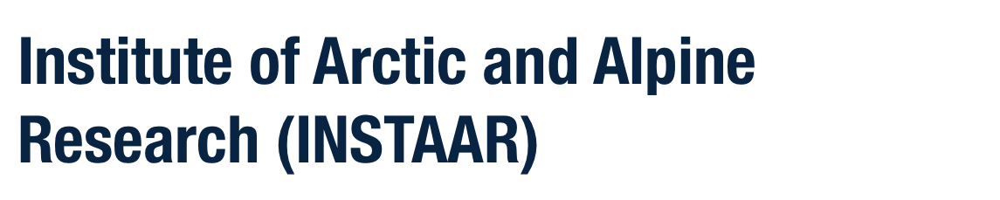 Institute of Arctic and Alpine
Research (INSTAAR)